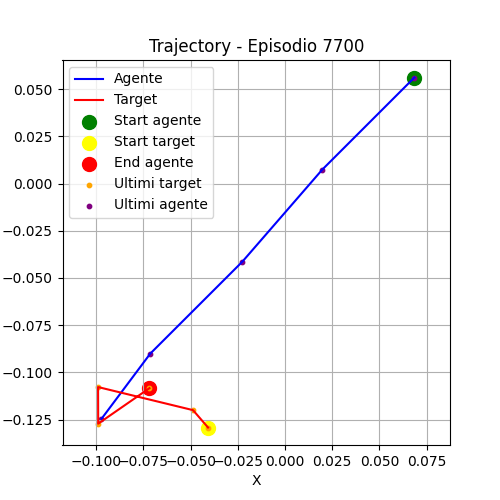 Trajectory - Episodio 7700
Agente
Target
Start agente
Start target
End agente
Ultimi target
Ultimi agente
0.050
0.025
0.000
−0.025
−0.050
−0.075
−0.100
−0.125
−0.100 −0.075 −0.050 −0.025 0.000 0.025 0.050 0.075
X